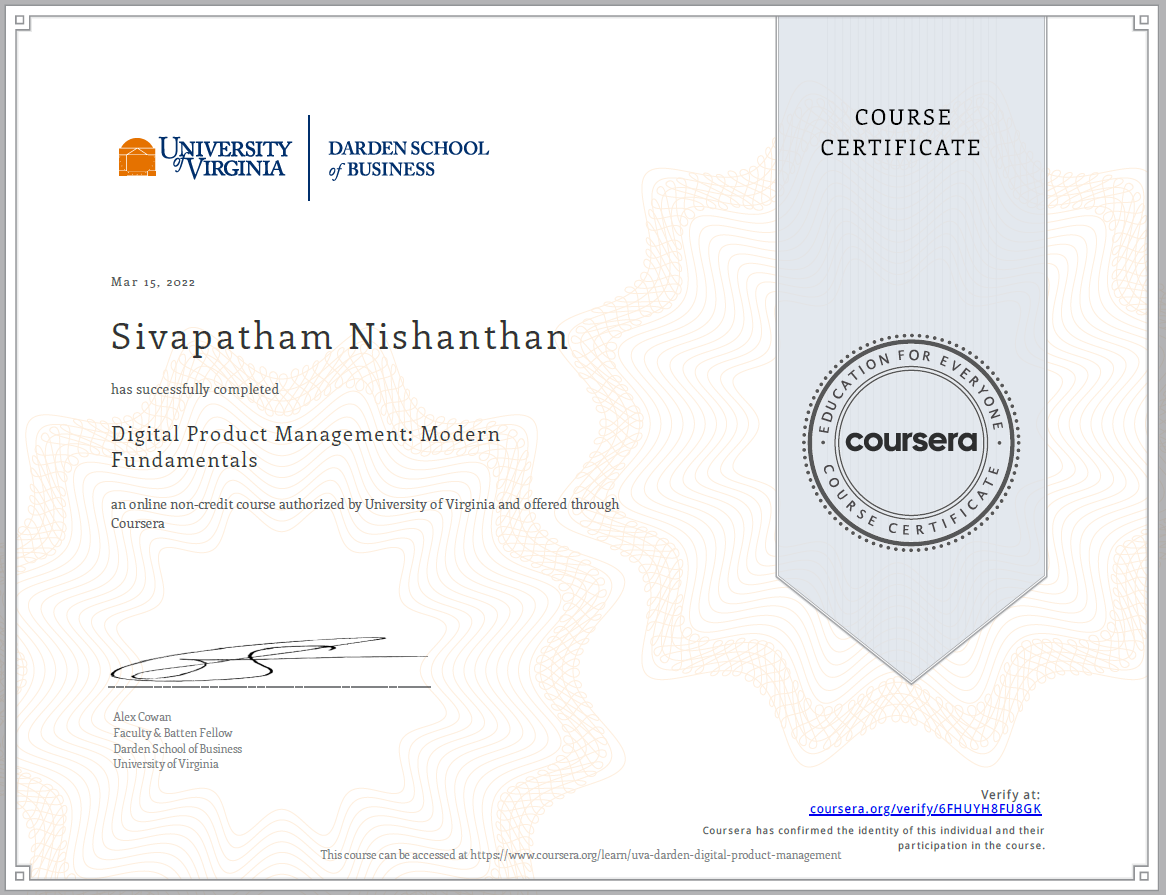 UNIVERSITY
of VIRGINIA
DARDEN SCHOOL
of BUSINESS
COURSE
CERTIFICATE
Mar 15, 2022
Sivapatham Nishanthan
has successfully completed
Digital Product Management: Modern
Fundamentals
an online non-credit course authorized by University of Virginia and offered through
Coursera
EDUCATION FOR EVERYONE
coursera
COURSE CERTIFICATE
Alex Cowan
Faculty & Batten Fellow
Darden School of Business
University of Virginia
Verify at:
coursera.org/verify/6FHUYH8FU8GK
Coursera has confirmed the identity of this individual and their
participation in the course.
This course can be accessed at https://www.coursera.org/learn/uva-darden-digital-product-management